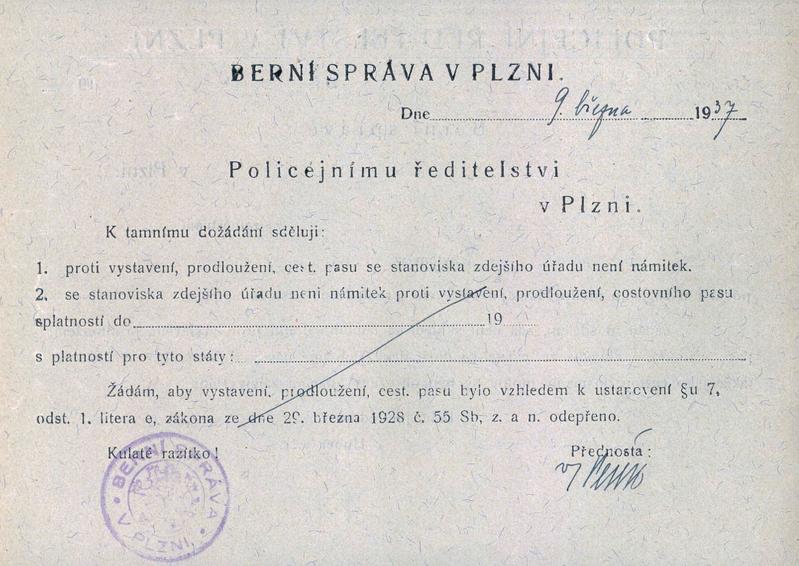 BERNÍ SPRÁVA V PLZNI.
Dne 9. března 1937
Policejnímu ředitelství
v Plzni.
K tamnímu dožádání sděluji:
1. proti vystavení, prodloužení, cest. pasu se stanoviska zdejšího úřadu není námitek.
2. se stanoviska zdejšího úřadu neni námitek proti vystavení, prodloužení, costovního pasu
splatností do 19
s platností pro tyto státy:
Žádám, aby vystavení, prodloužení, cest. pasu bylo vzhledem k ustanovení §u 7,
odst. 1. litera e, zákona ze dne 29. března 1928 č. 55 Sb, z. a n. odepřeno.
Kulaté razítko!
Přednosta:
BERNÍ SPRÁVA
V PLZNI.